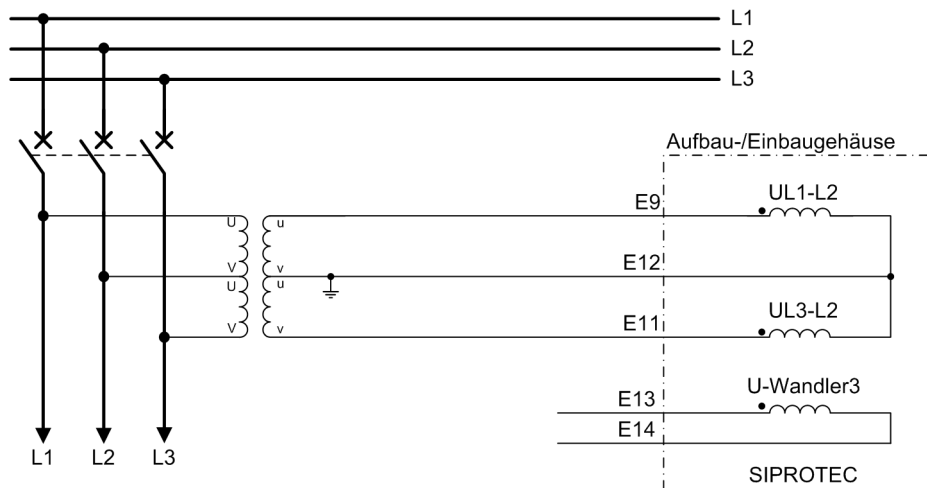 L1
L2
L3
Aufbau-/Einbaugehäuse
UL1-L2
E9
U
u
V
v
E12
U
u
UL3-L2
E11
V
v
U-Wandler3
E13
E14
L1
L2
L3
SIPROTEC